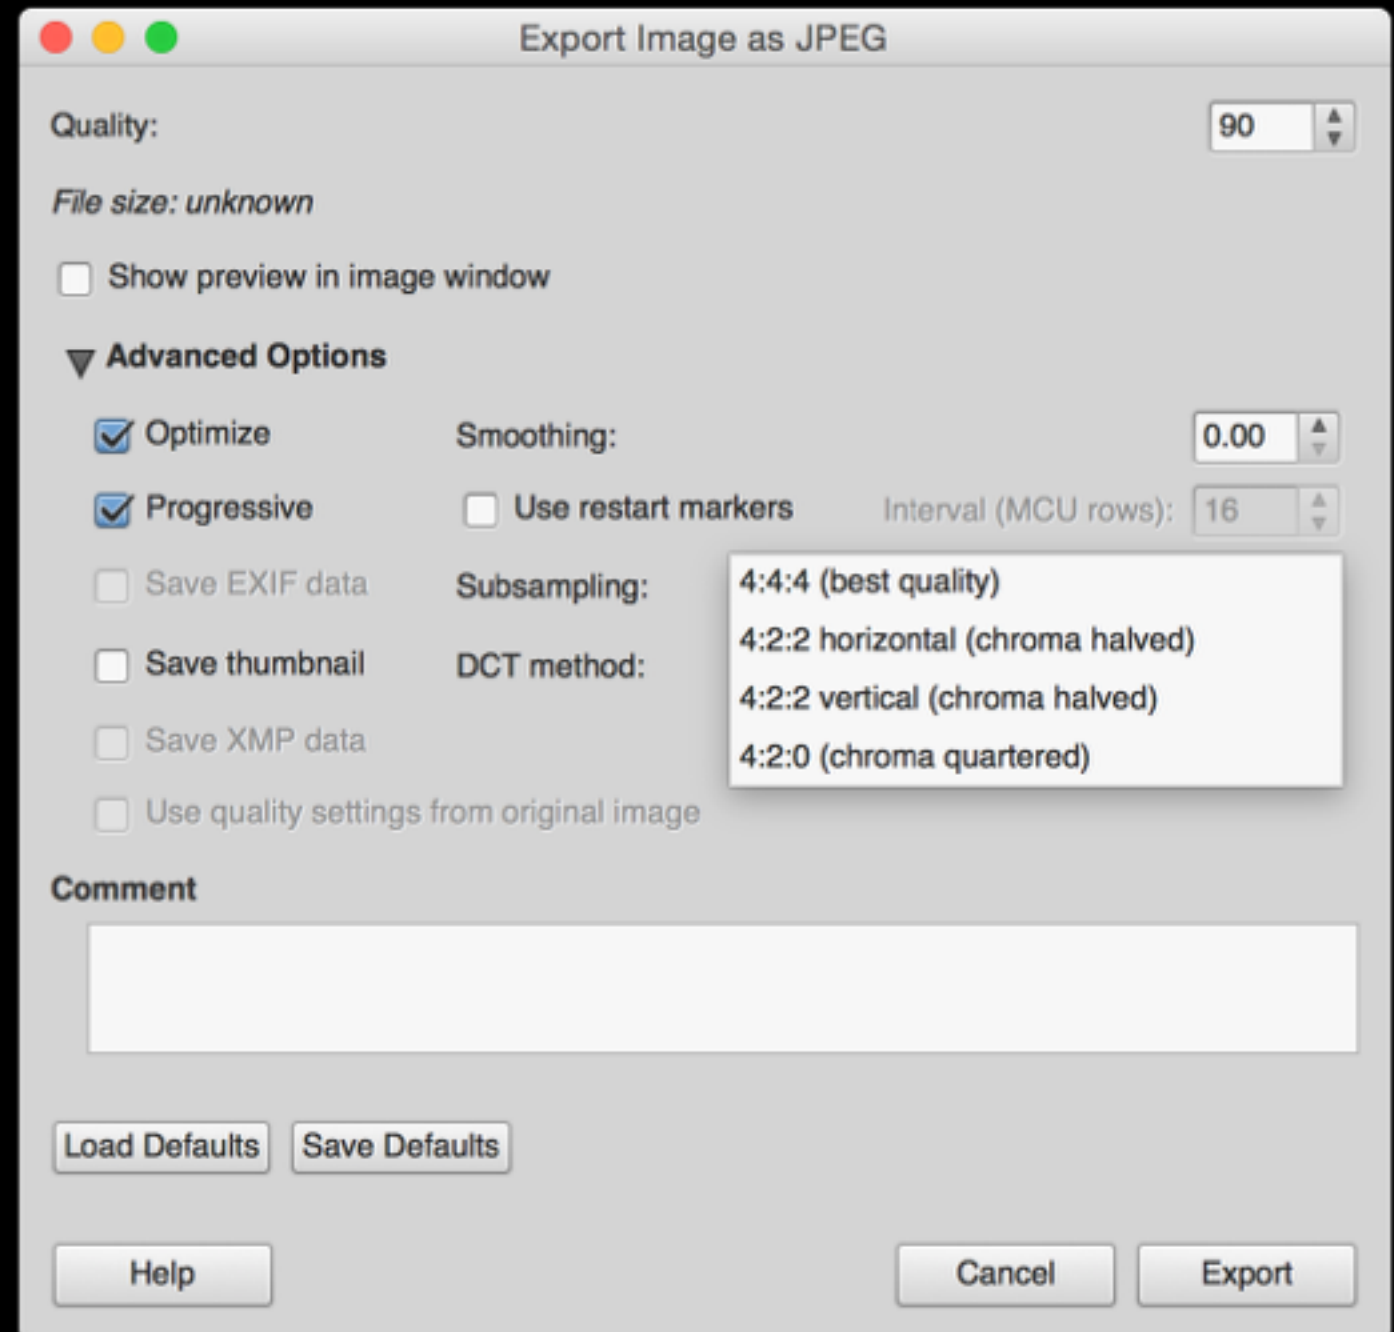 Export Image as JPEG
Quality: 90
File size: unknown
Show preview in image window
Advanced Options
Optimize Smoothing: 0.00
Progressive Use restart markers Interval (MCU rows): 16
Save EXIF data Subsampling: 4:4:4 (best quality)
4:2:2 horizontal (chroma halved)
Save thumbnail DCT method:
4:2:2 vertical (chroma halved)
Save XMP data 4:2:0 (chroma quartered)
Use quality settings from original image
Comment
Load Defaults Save Defaults
Help Cancel Export